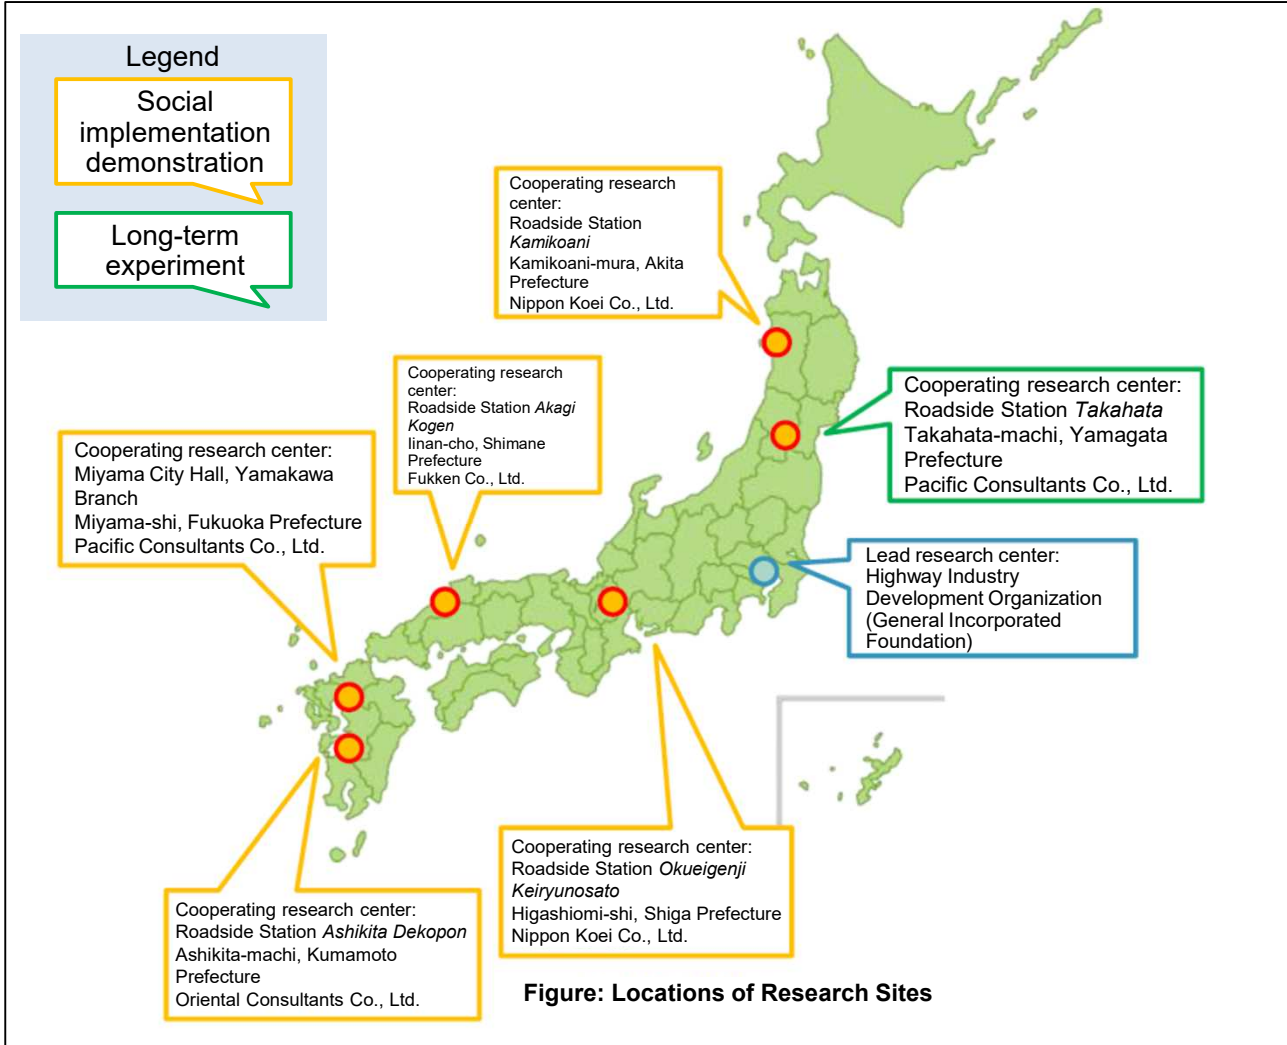 Legend
Social
implementation
demonstration
Long-term
experiment
Cooperating research
center:
Roadside Station
Kamikoani
Kamikoani-mura, Akita
Prefecture
Nippon Koei Co., Ltd.
Cooperating research
center:
Roadside Station Akagi
Kogen
Iinan-cho, Shimane
Prefecture
Fukken Co., Ltd.
Cooperating research center:
Roadside Station Takahata
Takahata-machi, Yamagata
Prefecture
Pacific Consultants Co., Ltd.
Cooperating research center:
Miyama City Hall, Yamakawa
Branch
Miyama-shi, Fukuoka Prefecture
Pacific Consultants Co., Ltd.
Lead research center:
Highway Industry
Development Organization
(General Incorporated
Foundation)
Cooperating research center:
Roadside Station Okueigenji
Keiryunosato
Higashiomi-shi, Shiga Prefecture
Nippon Koei Co., Ltd.
Cooperating research center:
Roadside Station Ashikita Dekopon
Ashikita-machi, Kumamoto
Prefecture
Oriental Consultants Co., Ltd.
Figure: Locations of Research Sites